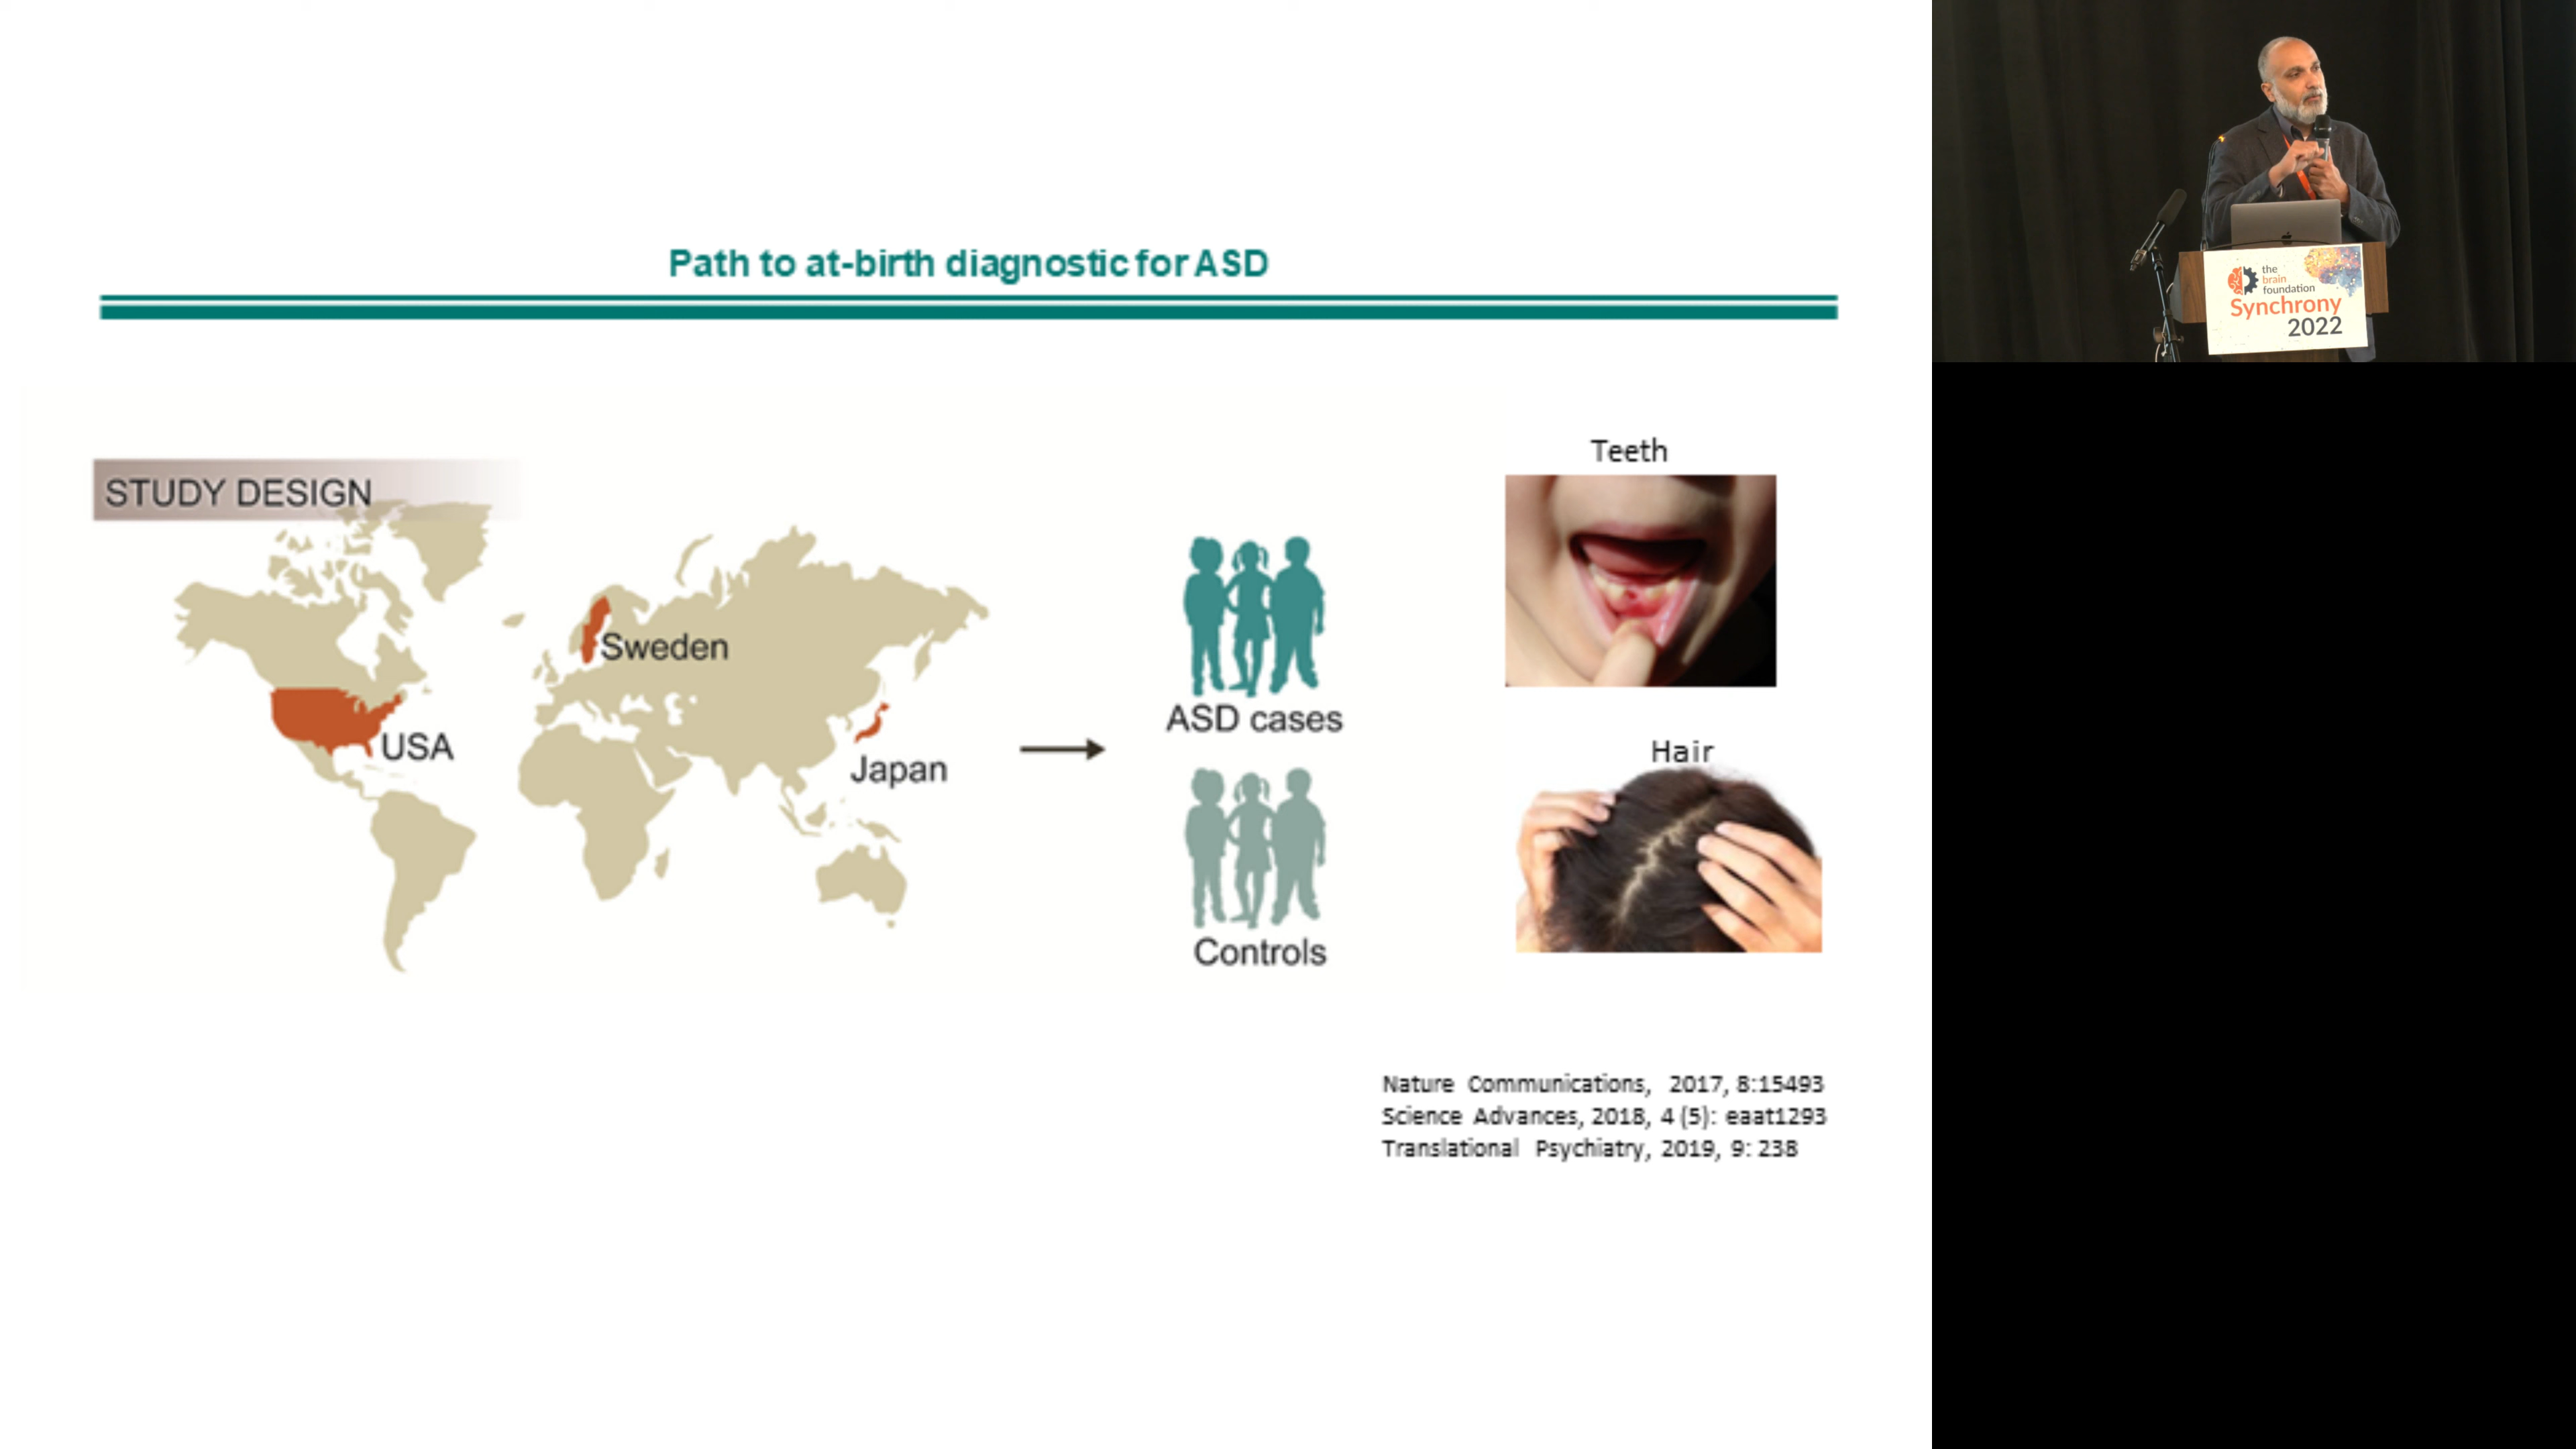 Path to at-birth diagnostic for ASD
STUDY DESIGN
Sweden
USA
Japan
ASD cases
Controls
Teeth
Hair
Nature Communications, 2017, 8:15493
Science Advances, 2018, 4 (5): eaat1293
Translational Psychiatry, 2019, 9: 238
the
brain
foundation
Synchrony
2022